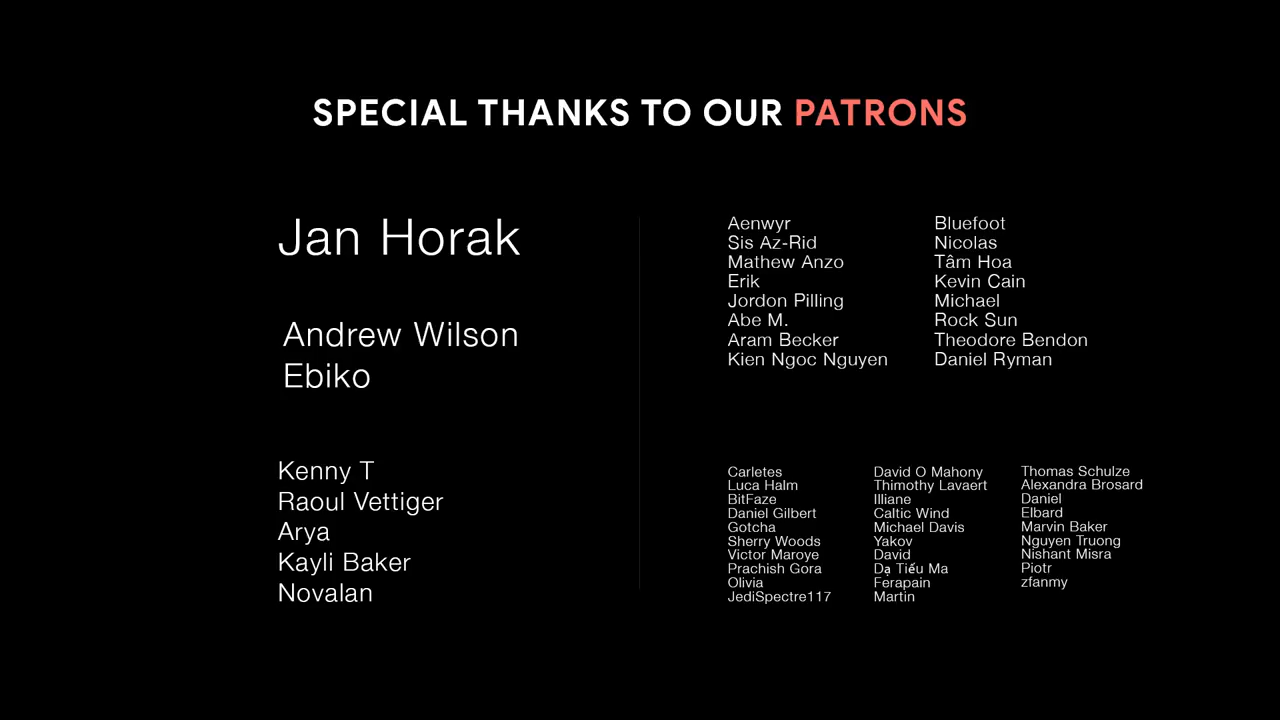 SPECIAL THANKS TO OUR PATRONS
Jan Horak
Andrew Wilson
Ebiko
Kenny T
Raoul Vettiger
Arya
Kayli Baker
Novalan
Aenwyr
Sis Az-Rid
Mathew Anzo
Erik
Jordon Pilling
Abe M.
Aram Becker
Kien Ngoc Nguyen
Bluefoot
Nicolas
Tâm Hoa
Kevin Cain
Michael
Rock Sun
Theodore Bendon
Daniel Ryman
Carletes
Luca Halm
BitFaze
Daniel Gilbert
Gotcha
Sherry Woods
Victor Maroye
Prachish Gora
Olivia
JediSpectre117
David O Mahony
Thimothy Lavaert
Illiane
Caltic Wind
Michael Davis
Yakov
David
Dạ Tiếu Ma
Ferapain
Martin
Thomas Schulze
Alexandra Brosard
Daniel
Elbard
Marvin Baker
Nguyen Truong
Nishant Misra
Piotr
zfanmy